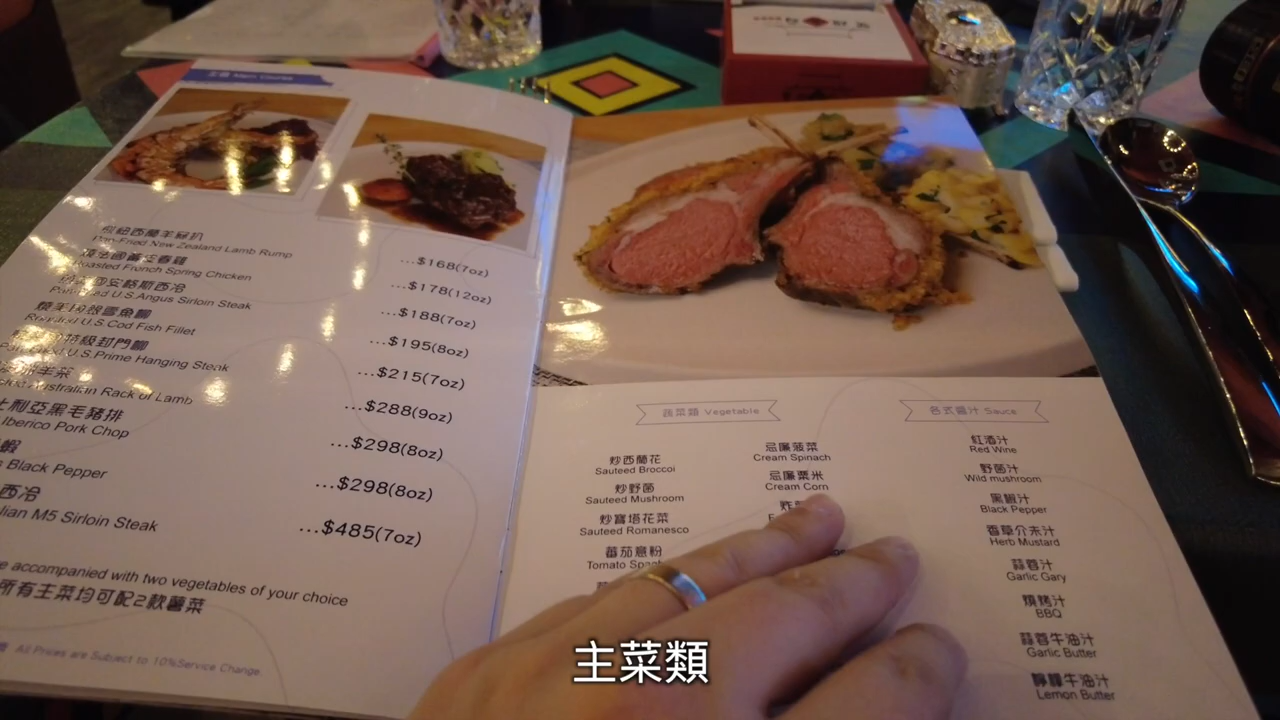 主菜 Main Course
Pan-Fried New Zealand Lamb Rump
...$168(7oz)
Roasted French Spring Chicken
...$178(12oz)
U.S Angus Sirloin Steak
...$188(7oz)
U.S Cod Fish Fillet
...$195(8oz)
特級封門柳
U.S.Prime Hanging Steak
...$215(7oz)
Australian Rack of Lamb
...$288(9oz)
比利亞黑毛豬排
Iberico Pork Chop
...$298(8oz)
蝦
Black Pepper
...$298(8oz)
西冷
M5 Sirloin Steak
...$485(7oz)
accompanied with two vegetables of your choice
所有主菜均可配2款薯菜
All Prices are Subject to 10%Service Change
蔬菜類 Vegetable
炒西蘭花
Sauteed Broccoi
炒野菌
Sauteed Mushroom
炒寶塔花菜
Sauteed Romanesco
蕃茄意粉
Tomato
忌廉菠菜
Cream Spinach
忌廉粟米
Cream Corn
各式醬汁 Sauce
紅酒汁
Red Wine
野菌汁
Wild mushroom
黑椒汁
Black Pepper
香草介末汁
Herb Mustard
蒜蓉汁
Garlic Gary
燒烤汁
BBQ
蒜蓉牛油汁
Garlic Butter
檸檬牛油汁
Lemon Butter
主菜類